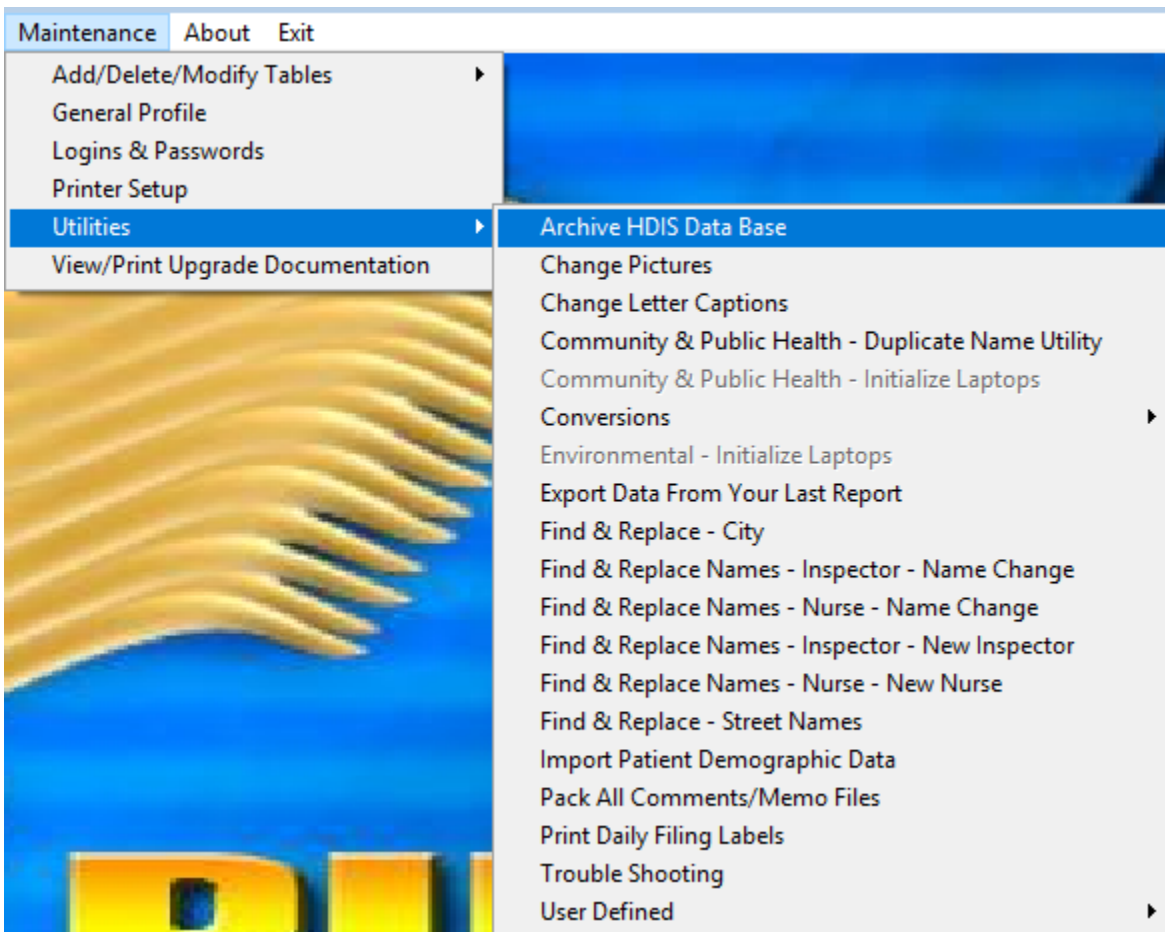 Maintenance About Exit
Add/Delete/Modify Tables
General Profile
Logins & Passwords
Printer Setup
Utilities
View/Print Upgrade Documentation
Archive HDIS Data Base
Change Pictures
Change Letter Captions
Community & Public Health - Duplicate Name Utility
Community & Public Health - Initialize Laptops
Conversions
Environmental - Initialize Laptops
Export Data From Your Last Report
Find & Replace - City
Find & Replace Names - Inspector - Name Change
Find & Replace Names - Nurse - Name Change
Find & Replace Names - Inspector - New Inspector
Find & Replace Names - Nurse - New Nurse
Find & Replace - Street Names
Import Patient Demographic Data
Pack All Comments/Memo Files
Print Daily Filing Labels
Trouble Shooting
User Defined